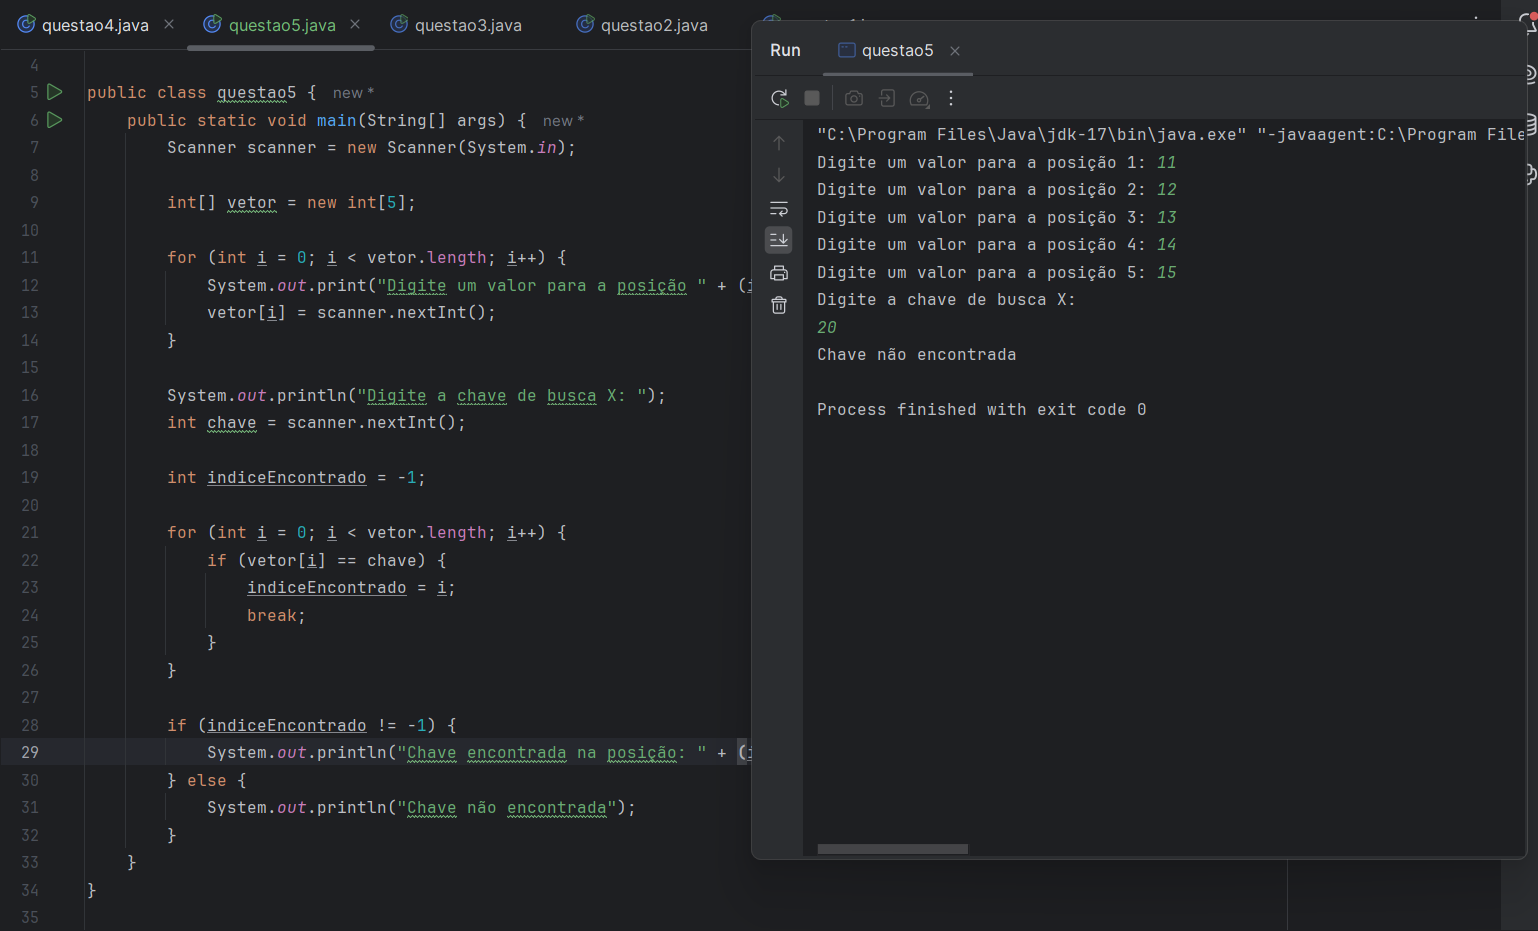 questao4.java
questao5.java
questao3.java
questao2.java
4
5 public class questao5 { new *
6 public static void main(String[] args) { new *
7 Scanner scanner = new Scanner(System.in);
8
9 int[] vetor = new int[5];
10
11 for (int i = 0; i < vetor.length; i++) {
12 System.out.print("Digite um valor para a posição " + (i
13 vetor[i] = scanner.nextInt();
14 }
15
16 System.out.println("Digite a chave de busca X: ");
17 int chave = scanner.nextInt();
18
19 int indiceEncontrado = -1;
20
21 for (int i = 0; i < vetor.length; i++) {
22 if (vetor[i] == chave) {
23 indiceEncontrado = i;
24 break;
25 }
26 }
27
28 if (indiceEncontrado != -1) {
29 System.out.println("Chave encontrada na posição: " + (i
30 } else {
31 System.out.println("Chave não encontrada");
32 }
33 }
34 }
35
Run
questao5
"C:\Program Files\Java\jdk-17\bin\java.exe" "-javaagent:C:\Program File
Digite um valor para a posição 1: 11
Digite um valor para a posição 2: 12
Digite um valor para a posição 3: 13
Digite um valor para a posição 4: 14
Digite um valor para a posição 5: 15
Digite a chave de busca X:
20
Chave não encontrada
Process finished with exit code 0